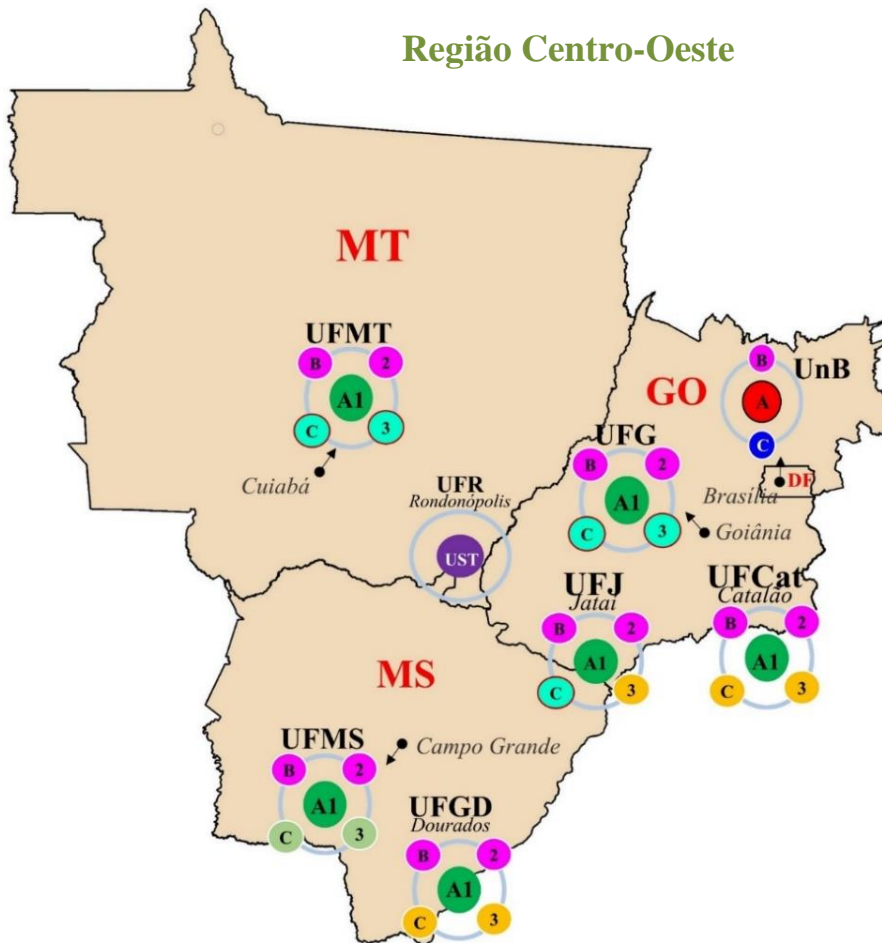 Região Centro-Oeste
MT
UFMT
B 2
A1
C 3
Cuiabá
UFR
Rondonópolis
UST
GO
UnB
B
A
C
DF
Brasília
UFG
B 2
A1
C 3
Goiânia
UFJ
Jataí
B 2
A1
C 3
UFCat
Catalão
B 2
A1
C 3
MS
UFMS
Campo Grande
B 2
A1
C 3
UFGD
Dourados
B 2
A1
C 3